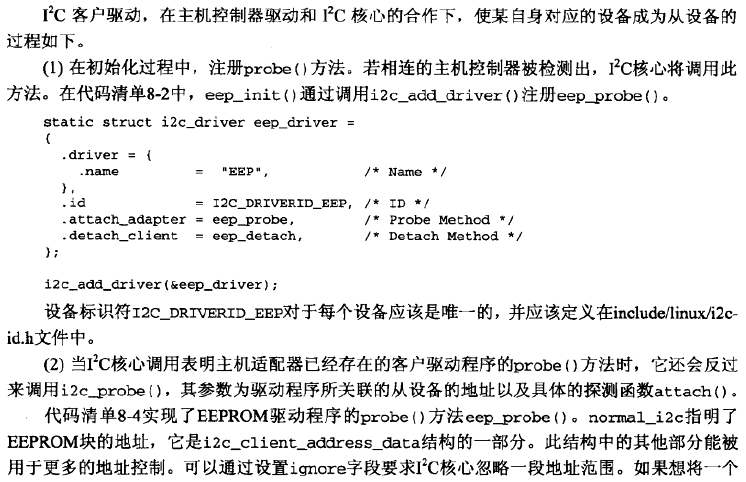 I²C 客户驱动，在主机控制器驱动和 I²C 核心的合作下，使某自身对应的设备成为从设备的
过程如下。
(1) 在初始化过程中，注册probe()方法。若相连的主机控制器被检测出，I²C核心将调用此
方法。在代码清单8-2中，eep_init()通过调用i2c_add_driver()注册eep_probe()。
static struct i2c_driver eep_driver =
{
.driver = {
.name = "EEP", /* Name */
},
.id = I2C_DRIVERID_EEP, /* ID */
.attach_adapter = eep_probe, /* Probe Method */
.detach_client = eep_detach, /* Detach Method */
};
i2c_add_driver(&eep_driver);
设备标识符I2C_DRIVERID_EEP对于每个设备应该是唯一的，并应该定义在include/linux/i2c-
id.h文件中。
(2) 当I²C核心调用表明主机适配器已经存在的客户驱动程序的probe()方法时，它还会反过
来调用i2c_probe()，其参数为驱动程序所关联的从设备的地址以及具体的探测函数attach()。
代码清单8-4实现了EEPROM驱动程序的probe()方法eep_probe()。normal_i2c指明了
EEPROM块的地址，它是i2c_client_address_data结构的一部分。此结构中的其他部分能被
用于更多的地址控制。可以通过设置ignore字段要求I²C核心忽略一段地址范围。如果想将一个